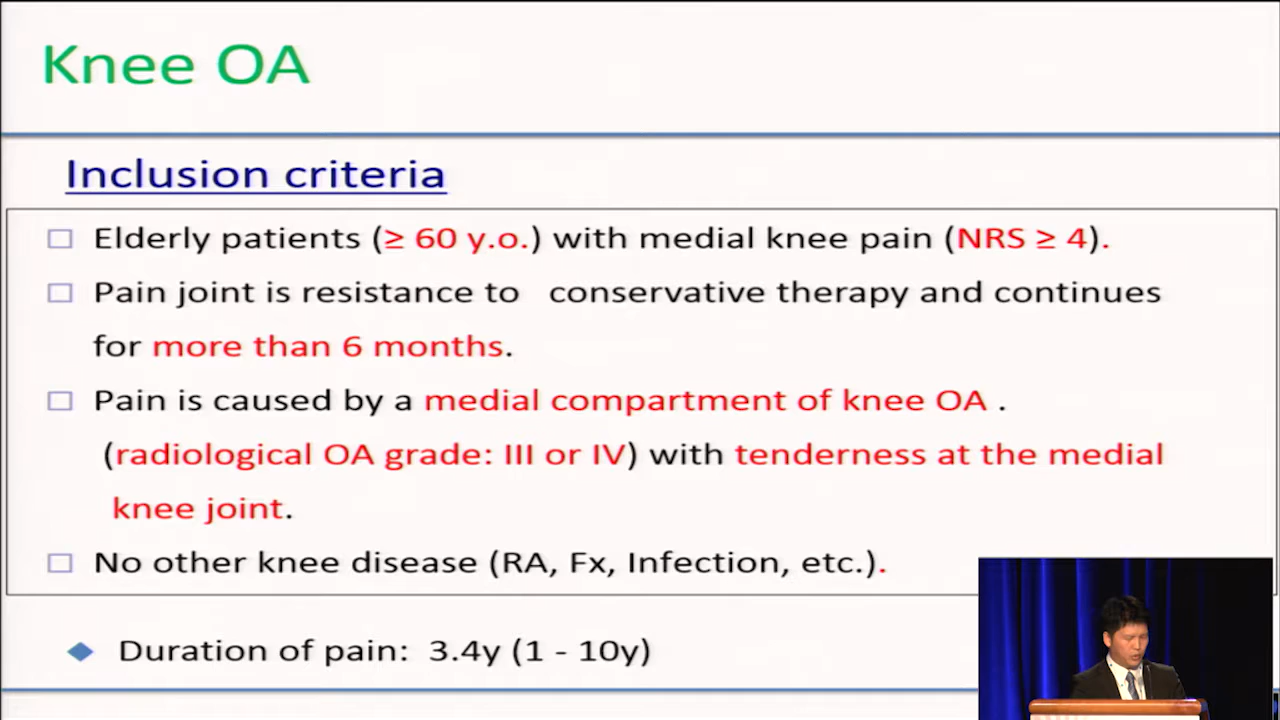 Knee OA
Inclusion criteria
Elderly patients (≥ 60 y.o.) with medial knee pain (NRS ≥ 4).
Pain joint is resistance to conservative therapy and continues
for more than 6 months.
Pain is caused by a medial compartment of knee OA .
(radiological OA grade: III or IV) with tenderness at the medial
knee joint.
No other knee disease (RA, Fx, Infection, etc.).
Duration of pain: 3.4y (1 - 10y)